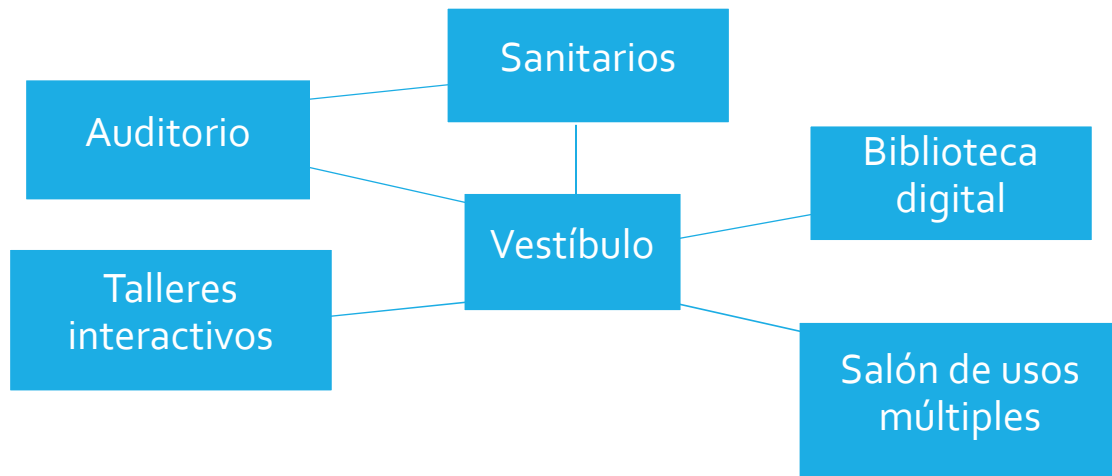 Sanitarios
Auditorio
Biblioteca
digital
Vestíbulo
Talleres
interactivos
Salón de usos
múltiples